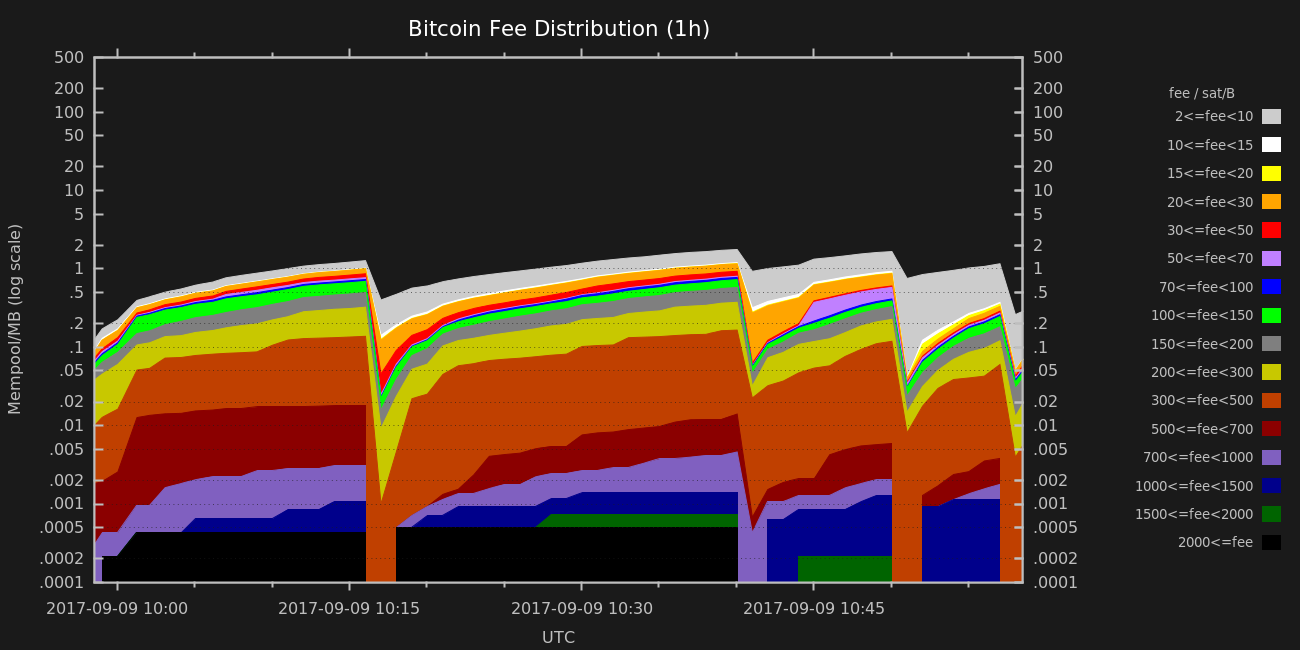 Bitcoin Fee Distribution (1h)
Mempool/MB (log scale)
500
200
100
50
20
10
5
2
1
.5
.2
.1
.05
.02
.01
.005
.002
.001
.0005
.0002
.0001
500
200
100
50
20
10
5
2
1
.5
.2
.1
.05
.02
.01
.005
.002
.001
.0005
.0002
.0001
2017-09-09 10:00
2017-09-09 10:15
2017-09-09 10:30
2017-09-09 10:45
UTC
fee / sat/B
2<=fee<10
10<=fee<15
15<=fee<20
20<=fee<30
30<=fee<50
50<=fee<70
70<=fee<100
100<=fee<150
150<=fee<200
200<=fee<300
300<=fee<500
500<=fee<700
700<=fee<1000
1000<=fee<1500
1500<=fee<2000
2000<=fee